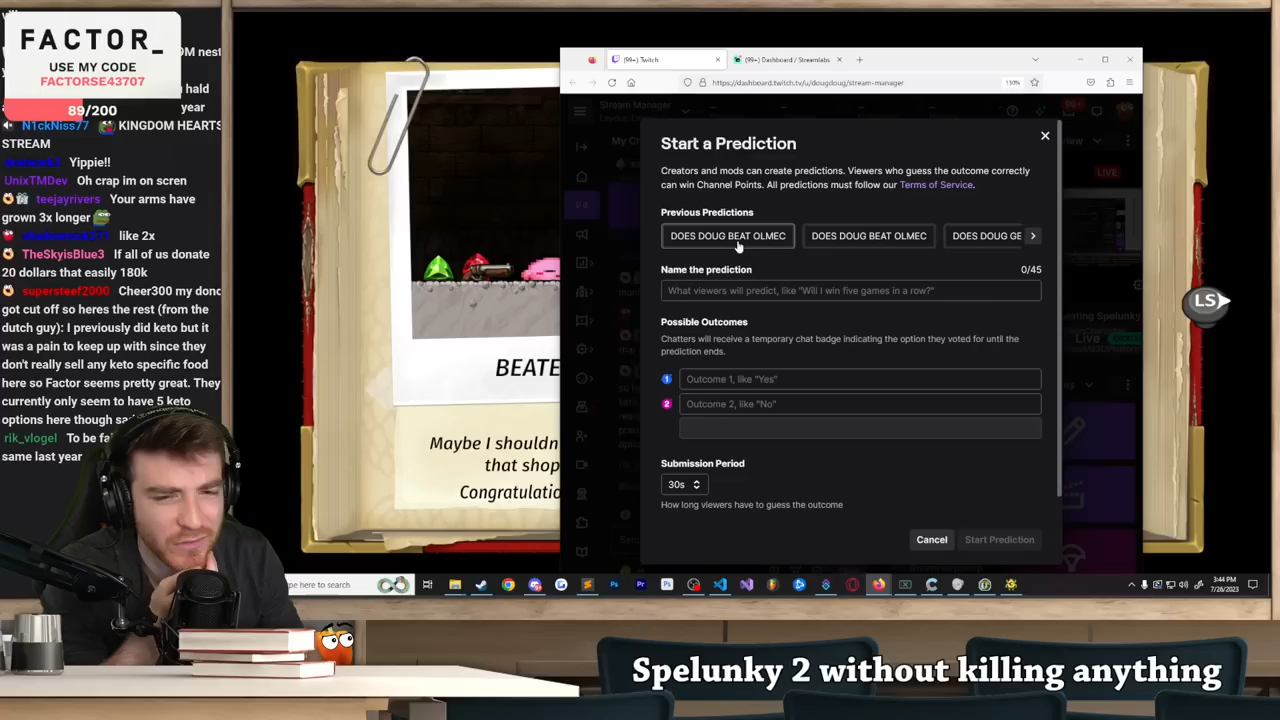 FACTOR_
USE MY CODE
FACTORSE43707
89/200
year
N1ckNiss77 KINGDOM HEARTS
STREAM
Yippie!!
UnixTMDev Oh crap im on scren
teejayrivers Your arms have
grown 3x longer
like 2x
TheSkyisBlue3 If all of us donate
20 dollars that easily 180k
supersteef2000 Cheer300 my dono
got cut off so heres the rest (from the
dutch guy): I previously did keto but it
was a pain to keep up with since they
don't really sell any keto specific food
here so Factor seems pretty great. They
currently only seem to have 5 keto
options here though
rik_vlogel To be
same last year
BEATE
Maybe I shouldn
that shop
Congratulatio
(99+) Twitch
(99+) Dashboard / Streamlabs
https://dashboard.twitch.tv/u/dougdoug/stream-manager
130%
Stream Manager
LIVE
Start a Prediction
Creators and mods can create predictions. Viewers who guess the outcome correctly
can win Channel Points. All predictions must follow our Terms of Service.
Previous Predictions
DOES DOUG BEAT OLMEC
DOES DOUG BEAT OLMEC
DOES DOUG GE
Name the prediction
0/45
What viewers will predict, like "Will I win five games in a row?"
Possible Outcomes
Chatters will receive a temporary chat badge indicating the option they voted for until the
prediction ends.
1
Outcome 1, like "Yes"
2
Outcome 2, like "No"
Submission Period
30s
How long viewers have to guess the outcome
Cancel
Start Prediction
LS
here to search
3:44 PM
7/26/2023
Spelunky 2 without killing anything